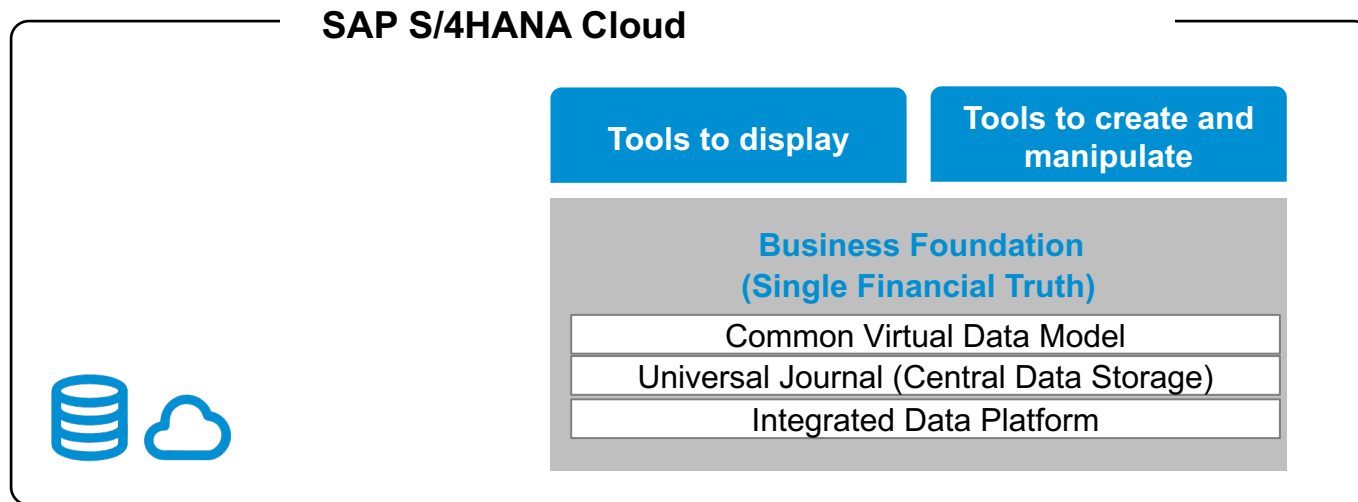 SAP S/4HANA Cloud
Tools to display
Tools to create and
manipulate
Business Foundation
(Single Financial Truth)
Common Virtual Data Model
Universal Journal (Central Data Storage)
Integrated Data Platform